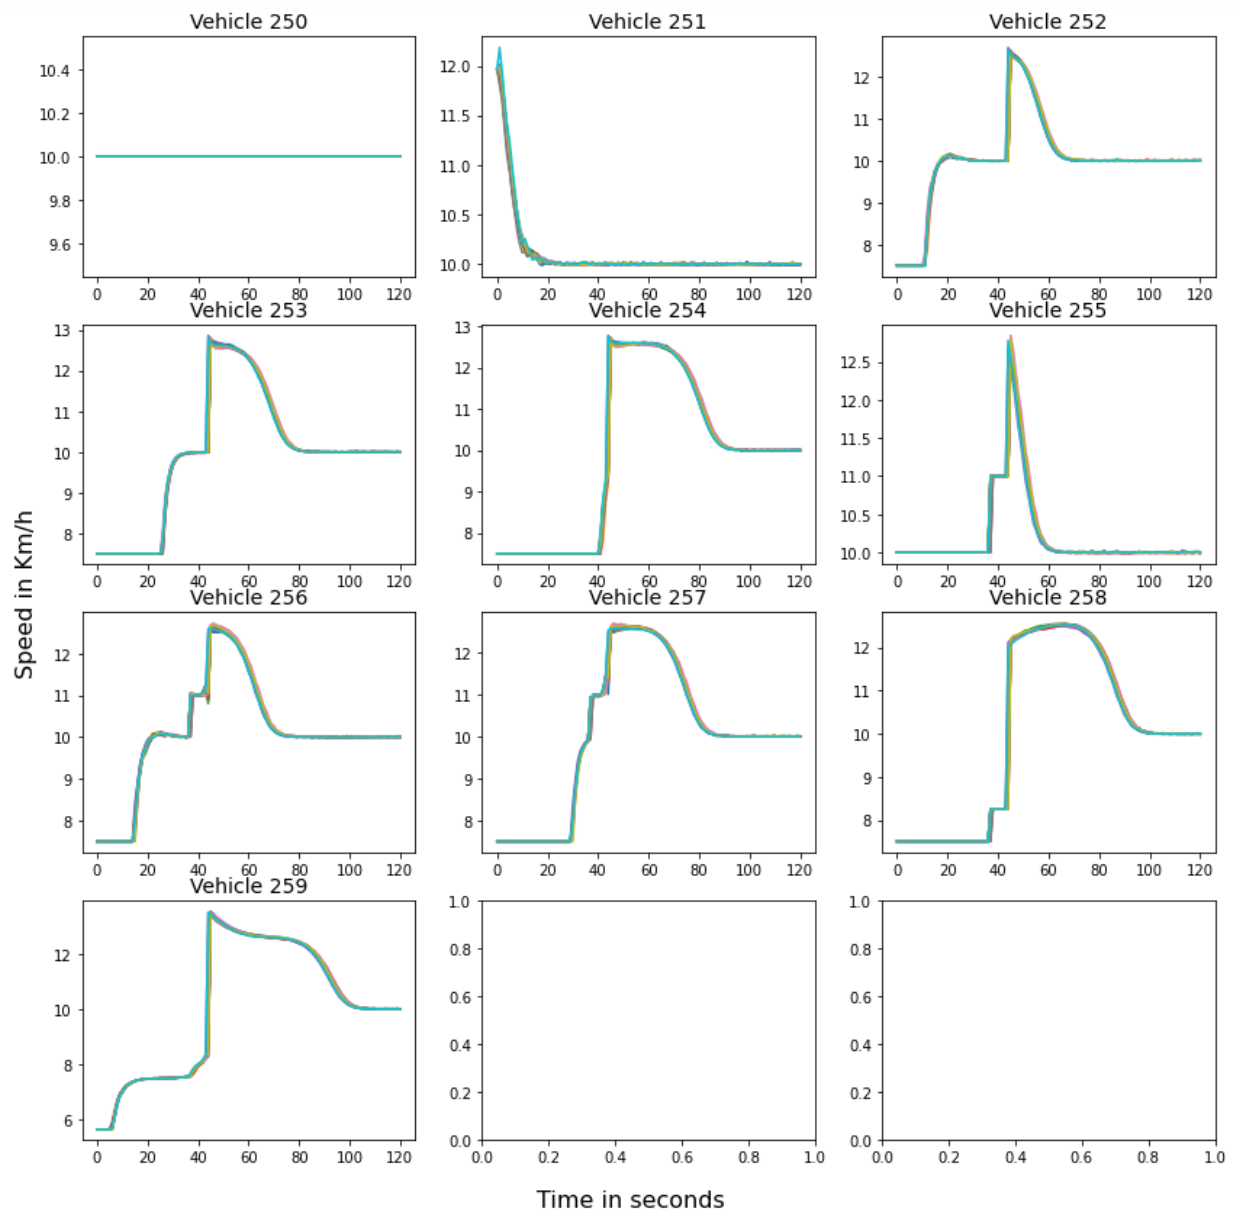 Vehicle 250
Vehicle 251
Vehicle 252
10.4
10.2
10.0
9.8
9.6
0 20 40 60 80 100 120
12.0
11.5
11.0
10.5
10.0
0 20 40 60 80 100 120
12
11
10
9
8
0 20 40 60 80 100 120
Vehicle 253
Vehicle 254
Vehicle 255
13
12
11
10
9
8
0 20 40 60 80 100 120
13
12
11
10
9
8
0 20 40 60 80 100 120
12.5
12.0
11.5
11.0
10.5
10.0
0 20 40 60 80 100 120
Speed in Km/h
Vehicle 256
Vehicle 257
Vehicle 258
12
11
10
9
8
0 20 40 60 80 100 120
12
11
10
9
8
0 20 40 60 80 100 120
12
11
10
9
8
0 20 40 60 80 100 120
Vehicle 259
12
10
8
6
0 20 40 60 80 100 120
1.0
0.8
0.6
0.4
0.2
0.0
0.0 0.2 0.4 0.6 0.8 1.0
1.0
0.8
0.6
0.4
0.2
0.0
0.0 0.2 0.4 0.6 0.8 1.0
Time in seconds